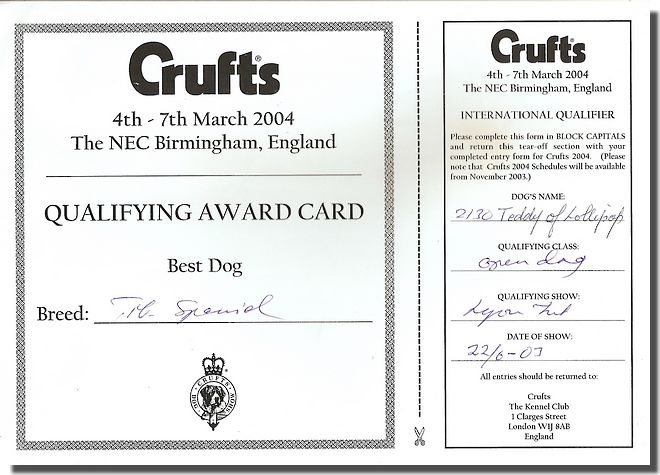 Crufts®
4th - 7th March 2004
The NEC Birmingham, England
QUALIFYING AWARD CARD
Best Dog
Breed: Tib. Spaniel
CRUFTS
DOG SHOWS
Crufts®
4th - 7th March 2004
The NEC Birmingham, England
INTERNATIONAL QUALIFIER
Please complete this form in BLOCK CAPITALS
and return this tear-off section with your
completed entry form for Crufts 2004. (Please
note that Crufts 2004 Schedules will be available
from November 2003.)
DOG'S NAME:
2130 Teddy of Lollipop
QUALIFYING CLASS:
Open dog
QUALIFYING SHOW:
Lyon
DATE OF SHOW:
22/6-03
All entries should be returned to:
Crufts
The Kennel Club
1 Clarges Street
London W1J 8AB
England